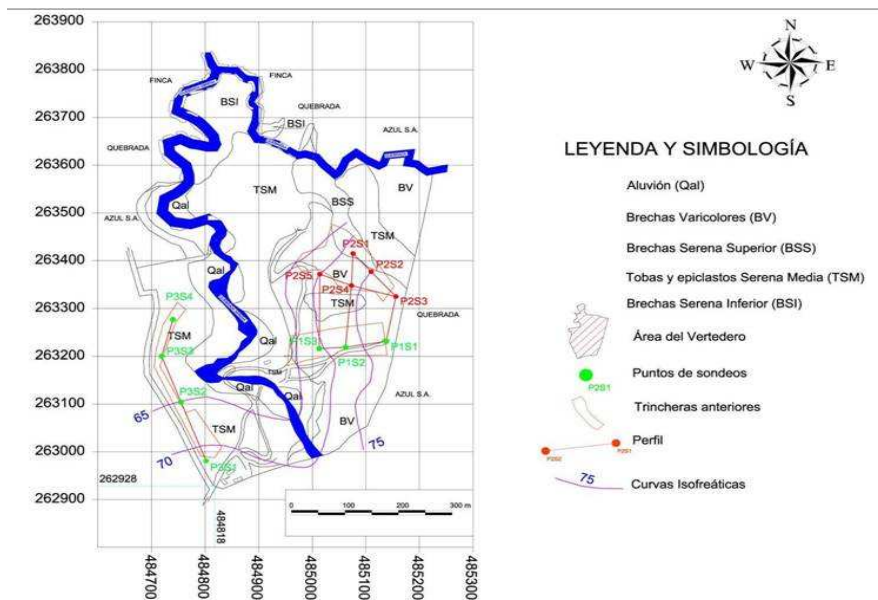 263900
263800
263700
263600
263500
263400
263300
263200
263100
263000
262900
FINCA
FINCA
BSI
QUEBRADA
BSI
AZUL S.A.
QUEBRADA
TSM
BV
Qal
BSS
AZUL S.A.
TSM
P2S1
P2S2
Qal
P2S5
BV
P2S4
P3S4
TSM
P2S3
QUEBRADA
TSM
Qal
P1S3
P1S1
P3S3
P1S2
TSM
Qal
Qal
P3S2
AZUL S.A.
65
TSM
BV
75
70
P3S1
262928
484818
0 100 200 300 m
484700
484800
484900
485000
485100
485200
485300
N
W E
S
LEYENDA Y SIMBOLOGÍA
Aluvión (Qal)
Brechas Varicolores (BV)
Brechas Serena Superior (BSS)
Tobas y epiclastos Serena Media (TSM)
Brechas Serena Inferior (BSI)
Área del Vertedero
Puntos de sondeos
P2S1
Trincheras anteriores
Perfil
P2S2 P2S1
75
Curvas Isofreáticas